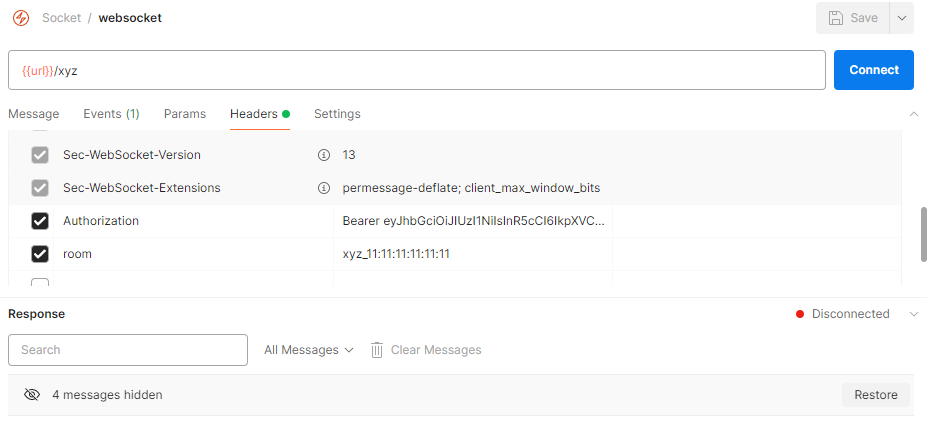 Socket / websocket
Save
{{url}}/xyz
Connect
Message Events (1) Params Headers Settings
Sec-WebSocket-Version 13
Sec-WebSocket-Extensions permessage-deflate; client_max_window_bits
Authorization Bearer eyJhbGciOiJIUzI1NiIsInR5cCI6IkpXVC...
room xyz_11:11:11:11:11:11
Response Disconnected
Search All Messages Clear Messages
4 messages hidden Restore